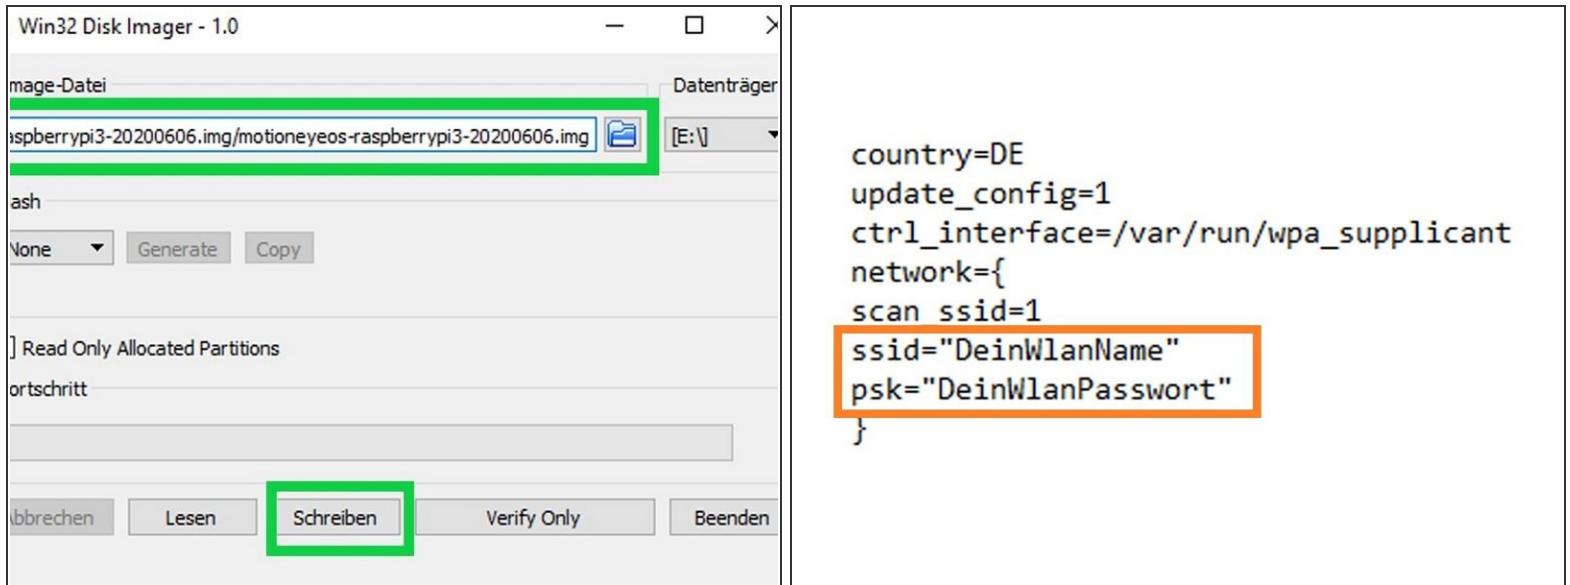 Win32 Disk Imager - 1.0
mage-Datei
Datenträger
aspberrypi3-20200606.img/motioneyeos-raspberrypi3-20200606.img
[E:\]
ash
None
Generate
Copy
Read Only Allocated Partitions
ortschritt
Abbrechen
Lesen
Schreiben
Verify Only
Beenden
country=DE
update_config=1
ctrl_interface=/var/run/wpa_supplicant
network={
scan_ssid=1
ssid="DeinWlanName"
psk="DeinWlanPasswort"
}